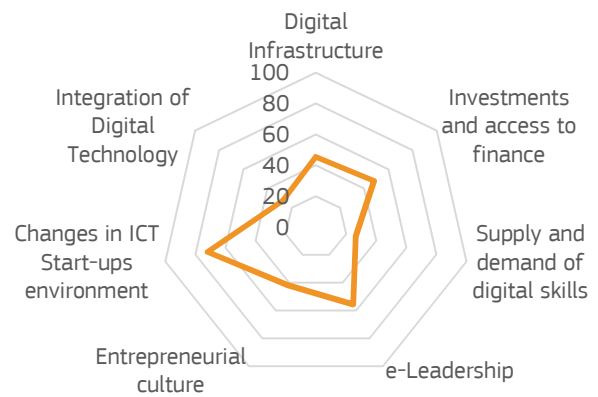 Digital
Infrastructure
100
80
60
40
20
0
Investments
and access to
finance
Supply and
demand of
digital skills
e-Leadership
Entrepreneurial
culture
Changes in ICT
Start-ups
environment
Integration of
Digital
Technology